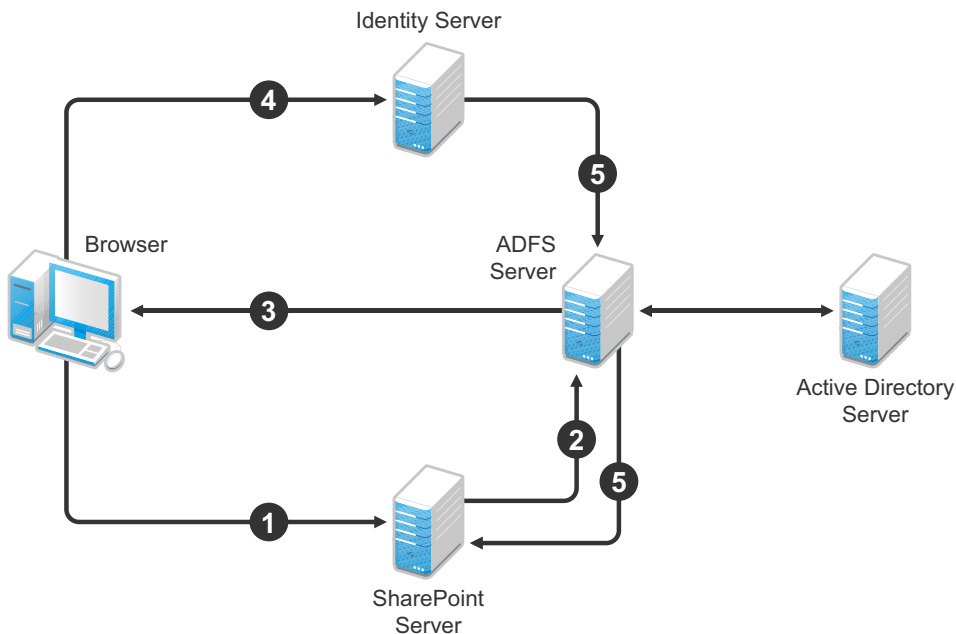 Identity Server
4
5
Browser
ADFS
Server
3
Active Directory
Server
2
5
1
SharePoint
Server